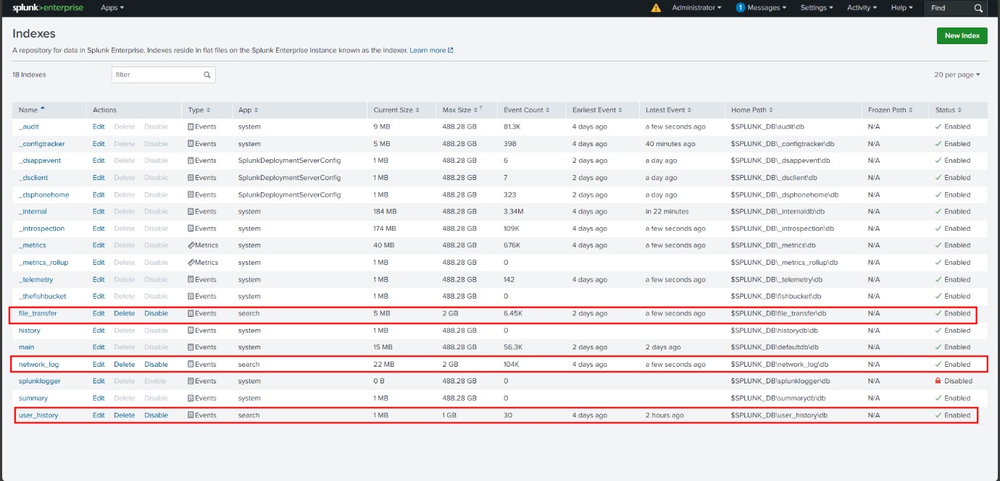 splunk>enterprise Apps Administrator 1 Messages Settings Activity Help Find
Indexes
New Index
A repository for data in Splunk Enterprise. Indexes reside in flat files on the Splunk Enterprise instance known as the indexer. Learn more
18 Indexes filter 20 per page
Name Actions Type App Current Size Max Size ? Event Count Earliest Event Latest Event Home Path Frozen Path Status
_audit Edit Delete Disable Events system 9 MB 488.28 GB 81.3K 4 days ago a few seconds ago $SPLUNK_DB\audit\db N/A Enabled
_configtracker Edit Delete Disable Events system 5 MB 488.28 GB 398 4 days ago 40 minutes ago $SPLUNK_DB\_configtracker\db N/A Enabled
_dsappevent Edit Delete Disable Events SplunkDeploymentServerConfig 1 MB 488.28 GB 6 2 days ago a day ago $SPLUNK_DB\_dsappevent\db N/A Enabled
_dsclient Edit Delete Disable Events SplunkDeploymentServerConfig 1 MB 488.28 GB 7 2 days ago a day ago $SPLUNK_DB\_dsclient\db N/A Enabled
_dsphonehome Edit Delete Disable Events SplunkDeploymentServerConfig 1 MB 488.28 GB 323 2 days ago a day ago $SPLUNK_DB\_dsphonehome\db N/A Enabled
_internal Edit Delete Disable Events system 184 MB 488.28 GB 3.34M 4 days ago in 22 minutes $SPLUNK_DB\_internaldb\db N/A Enabled
_introspection Edit Delete Disable Events system 174 MB 488.28 GB 109K 4 days ago a few seconds ago $SPLUNK_DB\_introspection\db N/A Enabled
_metrics Edit Delete Disable Metrics system 40 MB 488.28 GB 676K 4 days ago a few seconds ago $SPLUNK_DB\_metrics\db N/A Enabled
_metrics_rollup Edit Delete Disable Metrics system 1 MB 488.28 GB 0 $SPLUNK_DB\_metrics_rollup\db N/A Enabled
_telemetry Edit Delete Disable Events system 1 MB 488.28 GB 142 4 days ago a few seconds ago $SPLUNK_DB\_telemetry\db N/A Enabled
_thefishbucket Edit Delete Disable Events system 1 MB 488.28 GB 0 $SPLUNK_DB\fishbucket\db N/A Enabled
file_transfer Edit Delete Disable Events search 5 MB 2 GB 6.45K 2 days ago a few seconds ago $SPLUNK_DB\file_transfer\db N/A Enabled
history Edit Delete Disable Events system 1 MB 488.28 GB 0 $SPLUNK_DB\historydb\db N/A Enabled
main Edit Delete Disable Events system 15 MB 488.28 GB 56.3K 2 days ago 2 days ago $SPLUNK_DB\defaultdb\db N/A Enabled
network_log Edit Delete Disable Events search 22 MB 2 GB 104K 4 days ago a few seconds ago $SPLUNK_DB\network_log\db N/A Enabled
splunklogger Edit Delete Enable Events system 0 B 488.28 GB 0 $SPLUNK_DB\splunklogger\db N/A Disabled
summary Edit Delete Disable Events system 1 MB 488.28 GB 0 $SPLUNK_DB\summarydb\db N/A Enabled
user_history Edit Delete Disable Events search 1 MB 1 GB 30 4 days ago 2 hours ago $SPLUNK_DB\user_history\db N/A Enabled